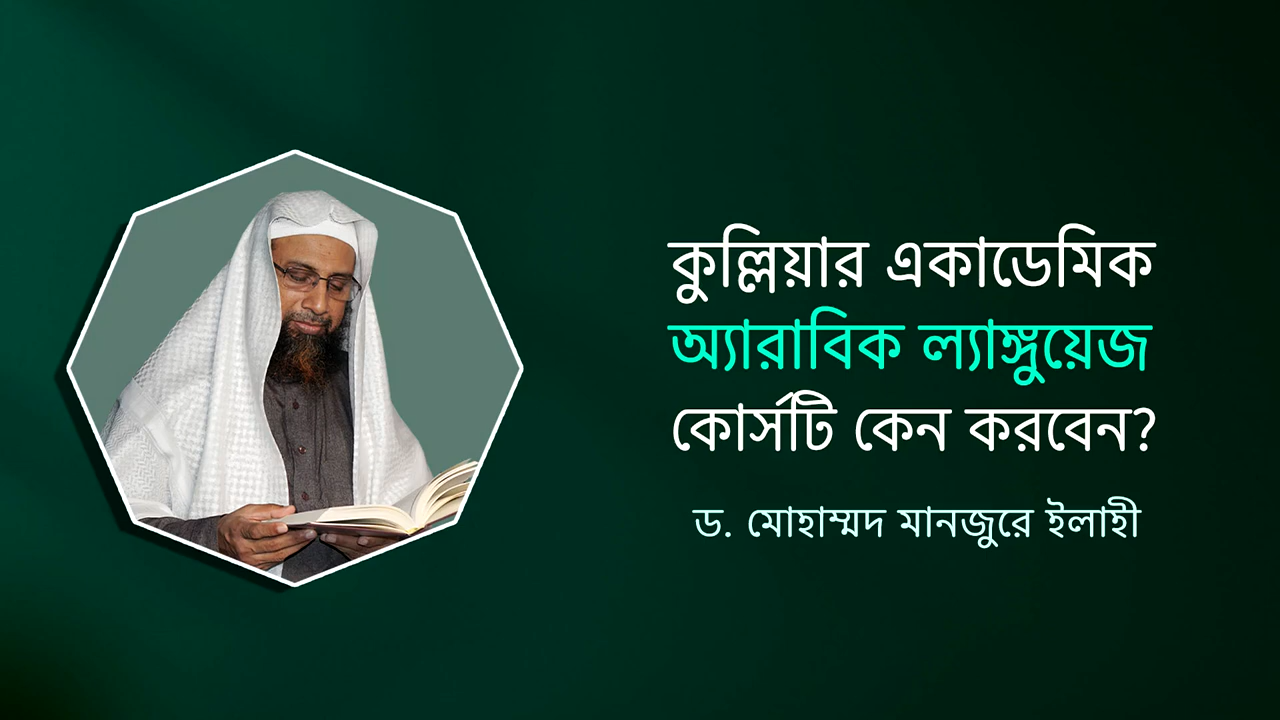 কুল্লিয়ার একাডেমিক
অ্যারাবিক ল্যাঙ্গুয়েজ
কোর্সটি কেন করবেন?
ড. মোহাম্মদ মানজুরে ইলাহী